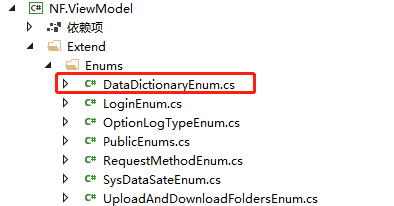 C# NF.ViewModel
依赖项
Extend
Enums
C# DataDictionaryEnum.cs
C# LoginEnum.cs
C# OptionLogTypeEnum.cs
C# PublicEnums.cs
C# RequestMethodEnum.cs
C# SysDataSateEnum.cs
C# UploadAndDownloadFoldersEnum.cs